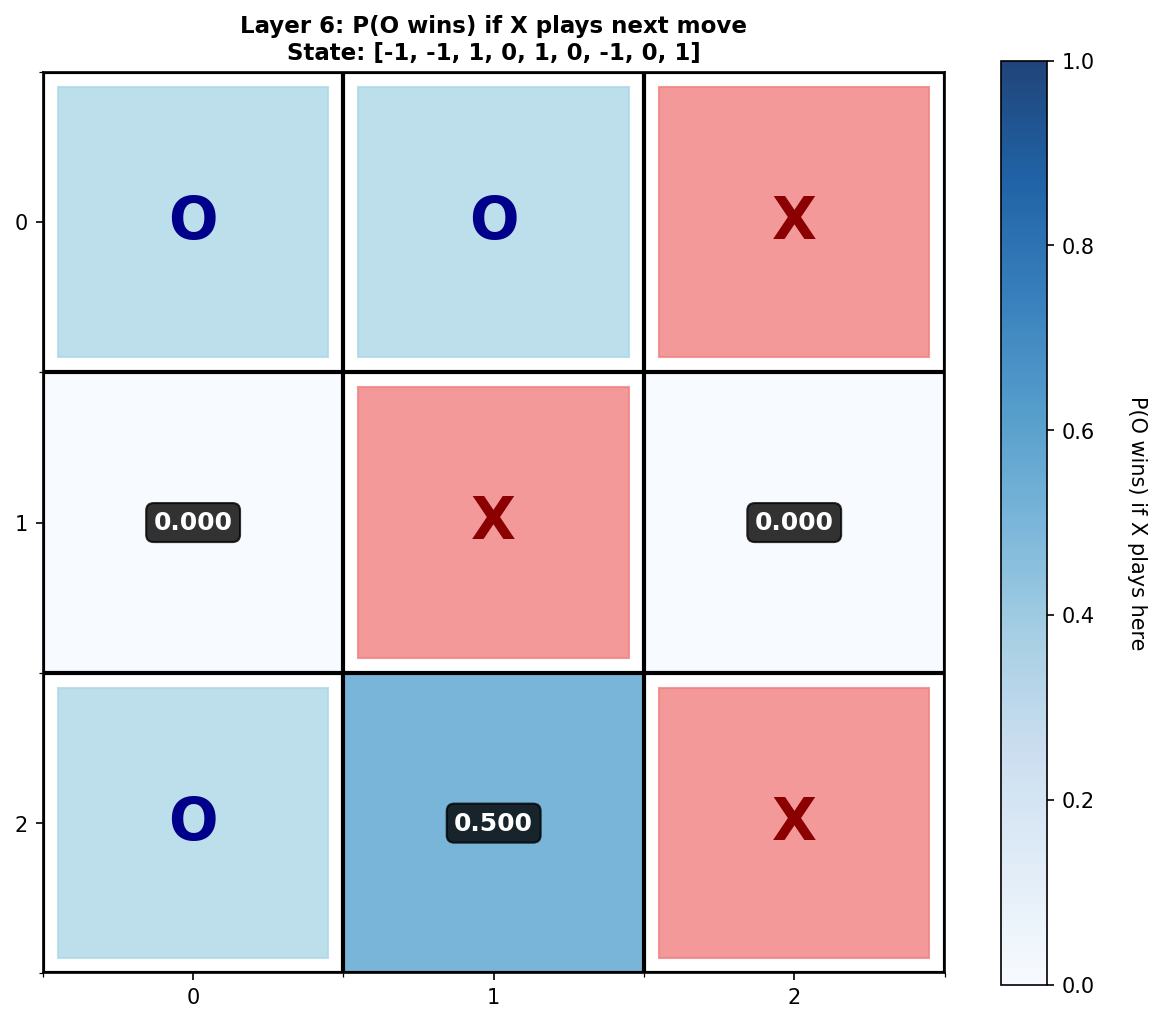 Layer 6: P(O wins) if X plays next move
State: [-1, -1, 1, 0, 1, 0, -1, 0, 1]
0
O
O
X
1
0.000
X
0.000
2
O
0.500
X
0
1
2
1.0
0.8
0.6
0.4
0.2
0.0
P(O wins) if X plays here